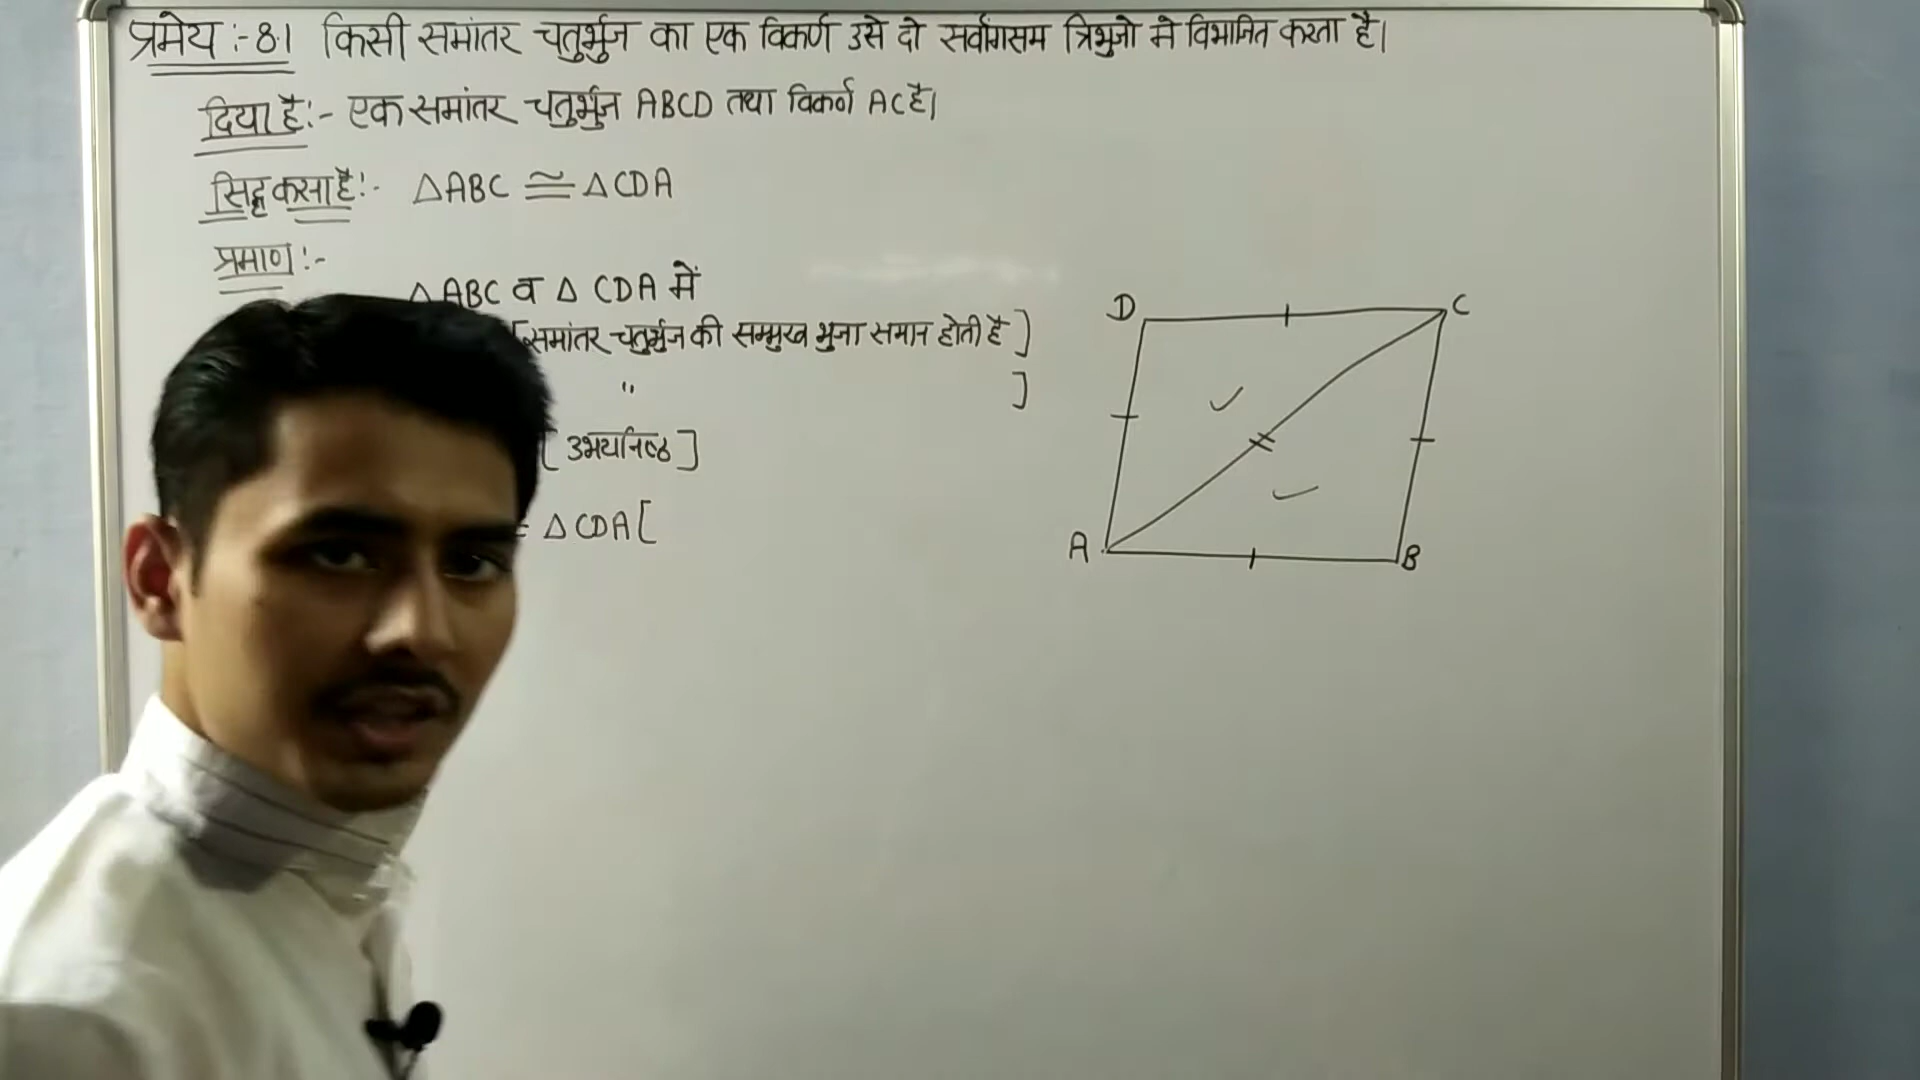 प्रमेय :- 8.1 किसी समांतर चतुर्भुज का एक विकर्ण उसे दो सर्वांगसम त्रिभुजो मे विभाजित करता है।
दिया है:- एक समांतर चतुर्भुज ABCD तथा विकर्ण AC है।
सिद्ध करना है:- △ABC ≅ △CDA
प्रमाण:-
△ABC व △ CDA में
[समांतर चतुर्भुज की सम्मुख भुजा समान होती है]
" ]
[उभयनिष्ठ]
△CDA [
D C
A B